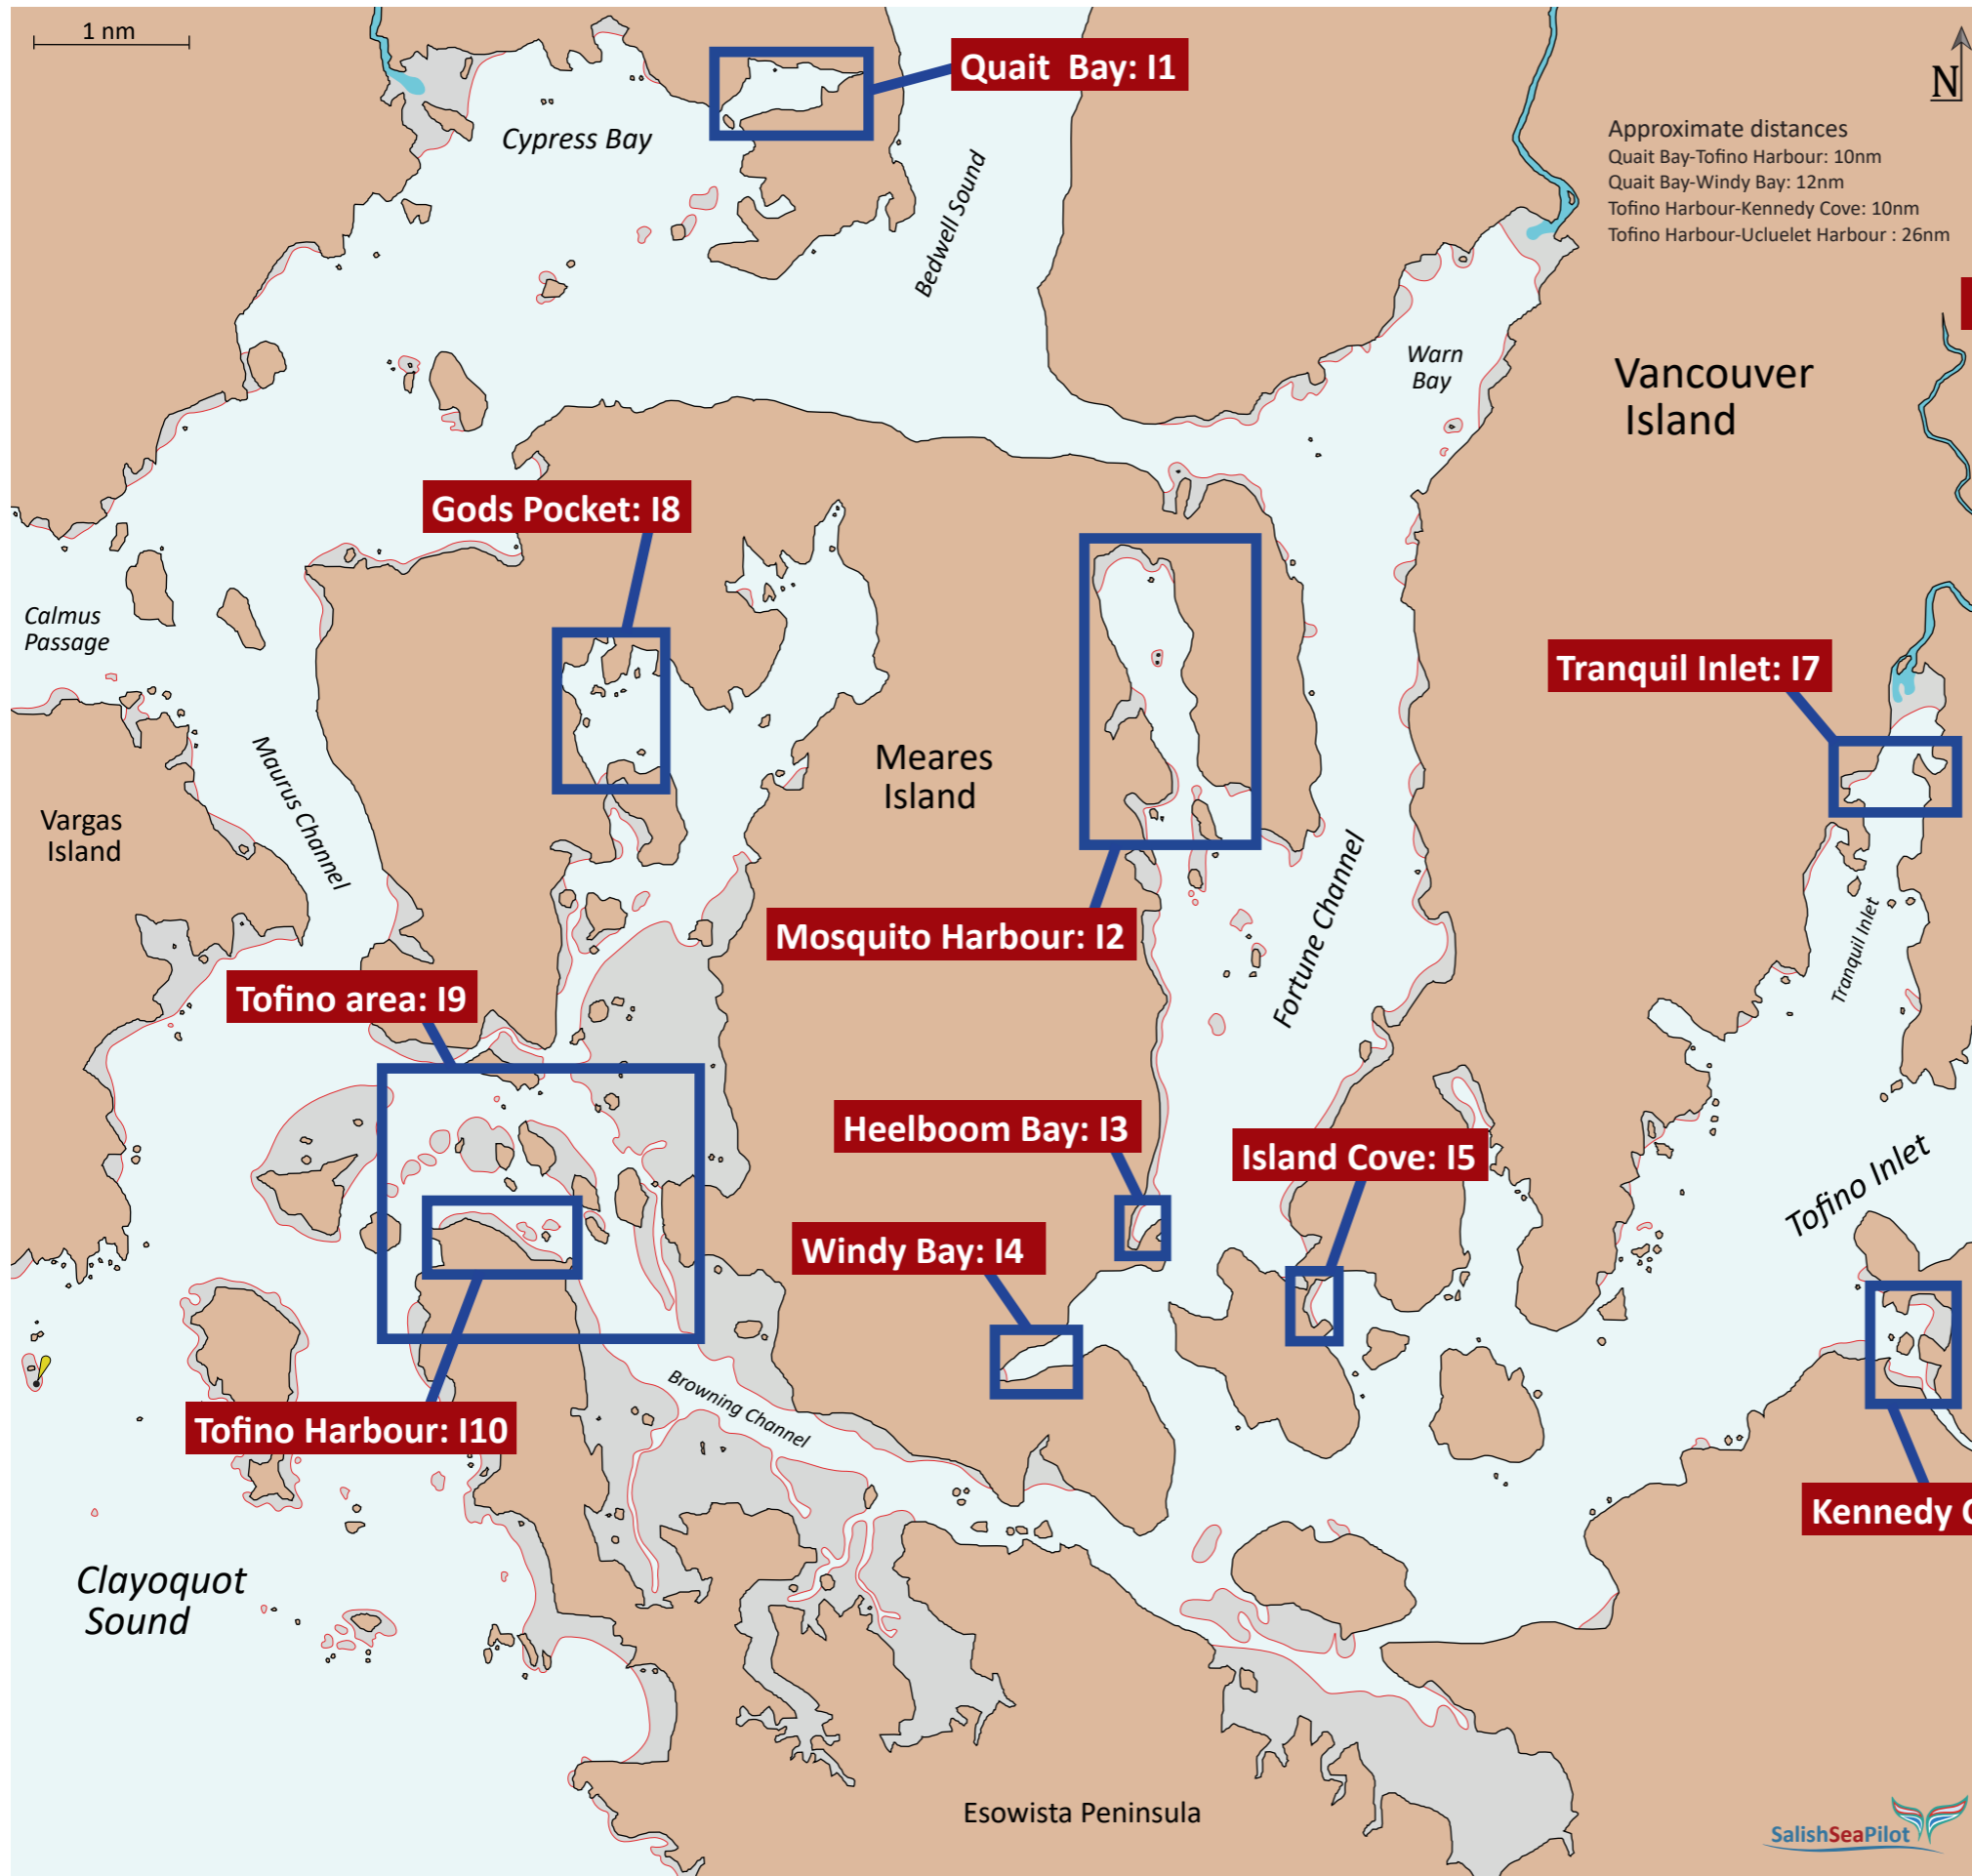 1 nm
Quait Bay: I1
N
Cypress Bay
Bedwell Sound
Approximate distances
Quait Bay-Tofino Harbour: 10nm
Quait Bay-Windy Bay: 12nm
Tofino Harbour-Kennedy Cove: 10nm
Tofino Harbour-Ucluelet Harbour : 26nm
Warn
Bay
Vancouver
Island
Gods Pocket: I8
Calmus
Passage
Tranquil Inlet: I7
Maurus Channel
Meares
Island
Vargas
Island
Mosquito Harbour: I2
Fortune Channel
Tranquil Inlet
Tofino area: I9
Heelboom Bay: I3
Island Cove: I5
Tofino Inlet
Windy Bay: I4
Browning Channel
Tofino Harbour: I10
Kennedy
Clayoquot
Sound
Esowista Peninsula
SalishSeaPilot